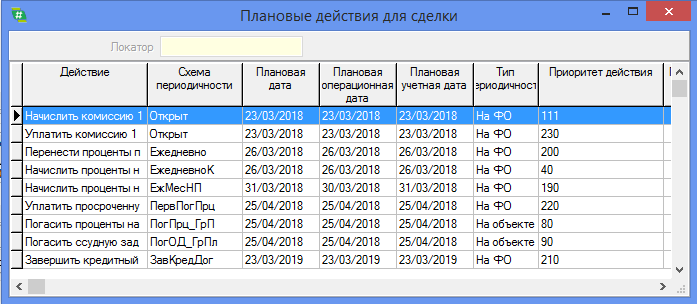 Плановые действия для сделки
Локатор
Действие Схема периодичности Плановая дата Плановая операционная дата Плановая учетная дата Тип ериодичност Приоритет действия
Начислить комиссию 1 Открыт 23/03/2018 23/03/2018 23/03/2018 На ФО 111
Уплатить комиссию 1 Открыт 23/03/2018 23/03/2018 23/03/2018 На ФО 230
Перенести проценты п Ежедневно 26/03/2018 26/03/2018 26/03/2018 На ФО 200
Начислить проценты н ЕжедневноК 26/03/2018 26/03/2018 26/03/2018 На ФО 40
Начислить проценты н ЕжМесНП 31/03/2018 30/03/2018 31/03/2018 На ФО 190
Уплатить просроченну ПервПогПрц 25/04/2018 25/04/2018 25/04/2018 На ФО 220
Погасить проценты на ПогПрц_ГрП 25/04/2018 25/04/2018 25/04/2018 На объекте 80
Погасить ссудную зад ПогОД_ГрПл 25/04/2018 25/04/2018 25/04/2018 На объекте 90
Завершить кредитный ЗавКредДог 23/03/2019 23/03/2019 23/03/2019 На ФО 210